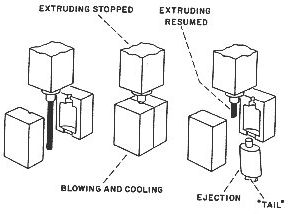 EXTRUDING STOPPED
EXTRUDING
RESUMED
BLOWING AND COOLING
EJECTION
"TAIL"